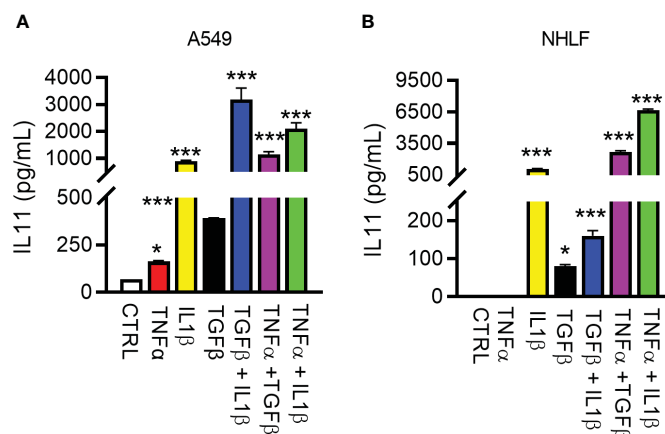 A
A549
IL11 (pg/mL)
4000
3000
2000
1000
500
250
0
***
*
***
***
***
***
CTRL
TNFα
IL1β
TGFβ
TGFβ + IL1β
TNFα +TGFβ
TNFα + IL1β
B
NHLF
IL11 (pg/mL)
9500
6500
3500
500
200
100
0
***
*
***
***
***
CTRL
TNFα
IL1β
TGFβ
TGFβ + IL1β
TNFα +TGFβ
TNFα + IL1β